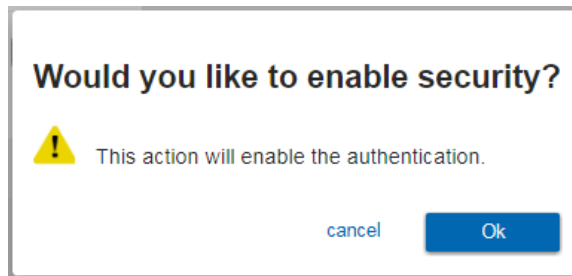 Would you like to enable security?
This action will enable the authentication.
cancel
Ok